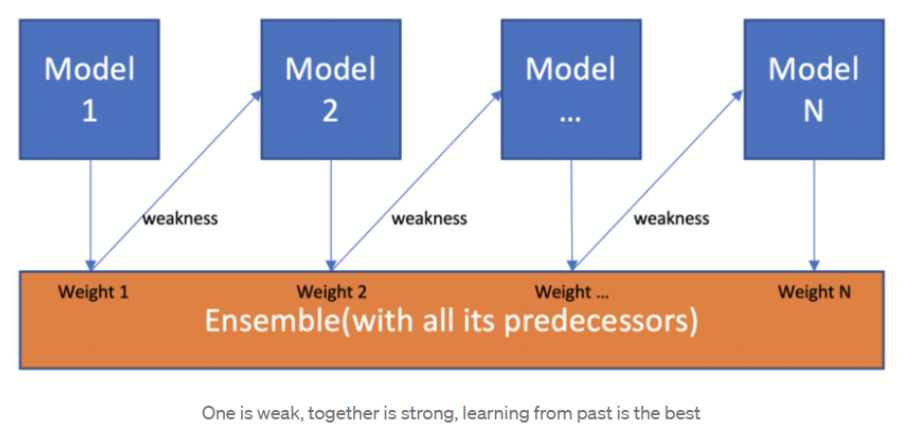 Model 1
Model 2
Model ...
Model N
weakness
weakness
weakness
Weight 1
Weight 2
Weight ...
Weight N
Ensemble(with all its predecessors)
One is weak, together is strong, learning from past is the best